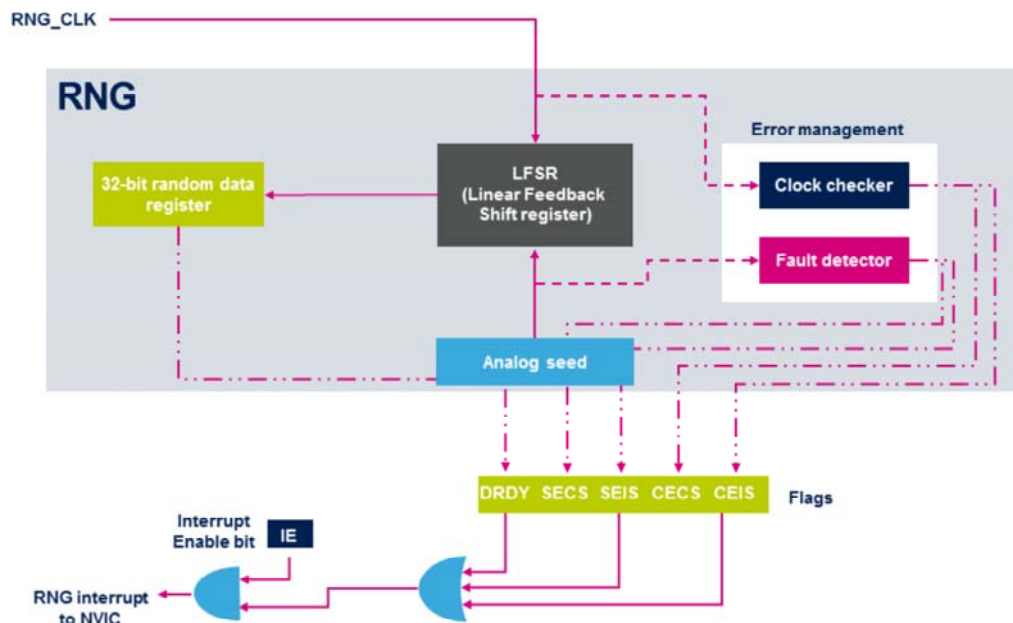 RNG_CLK
RNG
Error management
32-bit random data
register
LFSR
(Linear Feedback
Shift register)
Clock checker
Fault detector
Analog seed
DRDY SECS SEIS CECS CEIS
Flags
Interrupt
Enable bit
IE
RNG interrupt
to NVIC